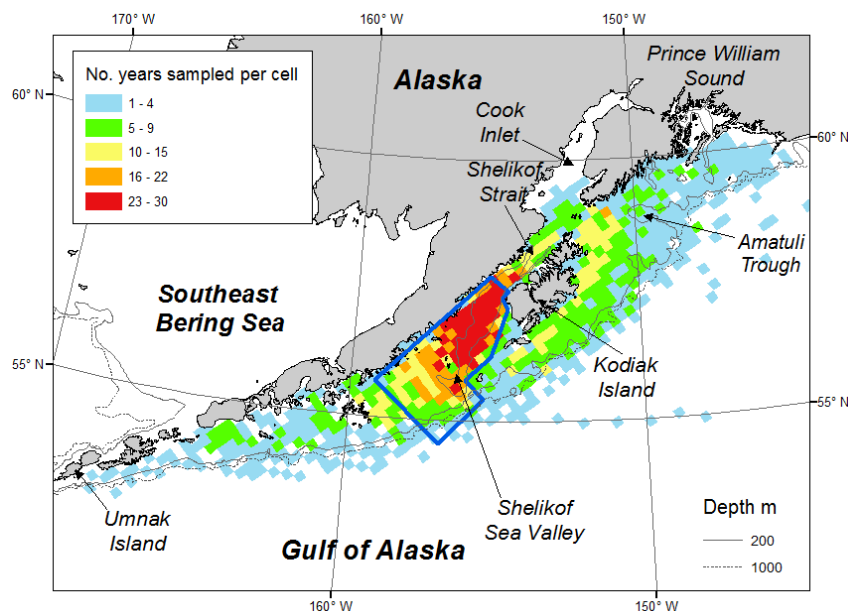 170° W
160° W
150° W
No. years sampled per cell
1 - 4
5 - 9
10 - 15
16 - 22
23 - 30
Prince William
Sound
Alaska
60° N
Cook
Inlet
60° N
Shelikof
Strait
Amatuli
Trough
Southeast
Bering Sea
55° N
Kodiak
Island
55° N
Shelikof
Sea Valley
Depth m
200
1000
Umnak
Island
Gulf of Alaska
160° W
150° W